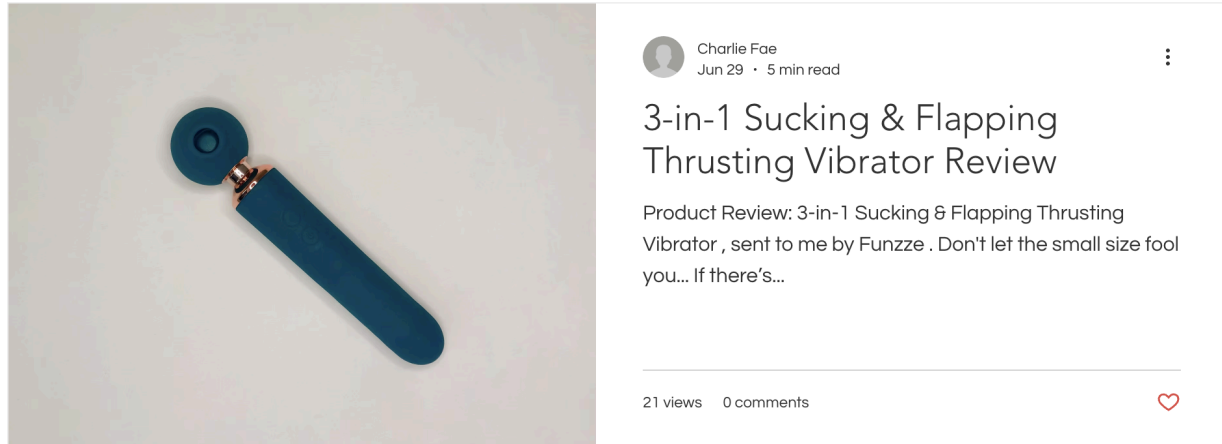 Charlie Fae
Jun 29 · 5 min read
3-in-1 Sucking & Flapping
Thrusting Vibrator Review
Product Review: 3-in-1 Sucking & Flapping Thrusting
Vibrator , sent to me by Funzze . Don't let the small size fool
you... If there’s...
21 views 0 comments